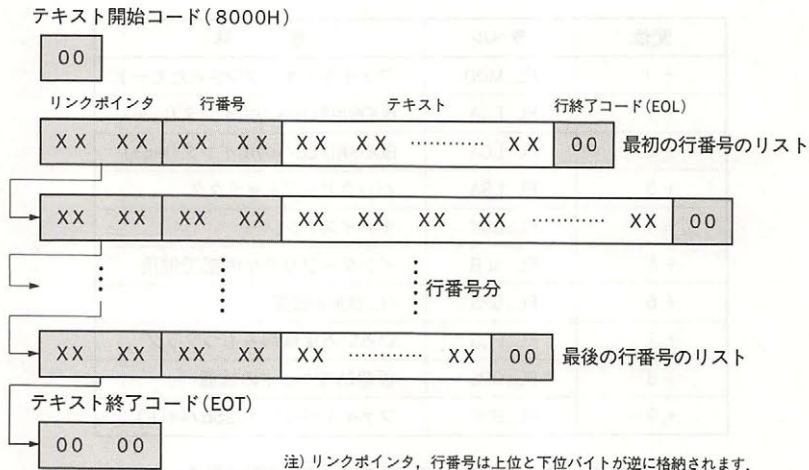 テキスト開始コード(8000H)
00
リンクポインタ 行番号 テキスト 行終了コード(EOL)
XX XX XX XX XX XX ………… XX 00 最初の行番号のリスト
XX XX XX XX XX XX XX XX ………… XX 00
行番号分
XX XX XX XX XX ………… XX 00 最後の行番号のリスト
テキスト終了コード(EOT)
00 00
注) リンクポインタ, 行番号は上位と下位バイトが逆に格納されます.